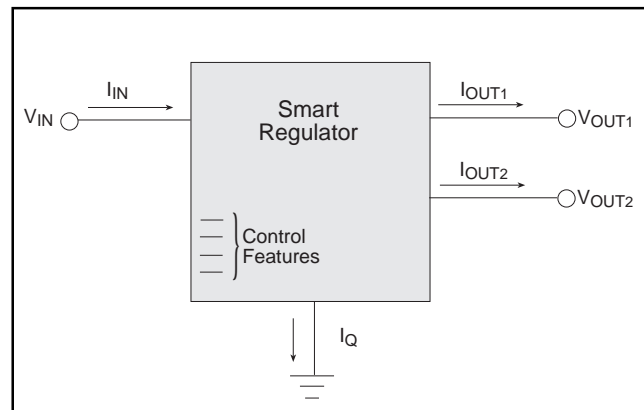 I_IN
V_IN
Smart
Regulator
I_OUT1
V_OUT1
I_OUT2
V_OUT2
Control
Features
I_Q